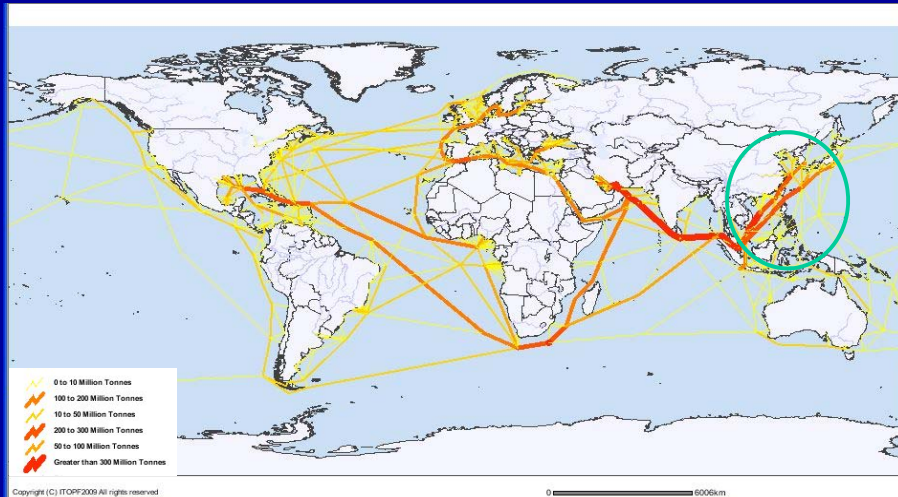 0 to 10 Million Tonnes
100 to 200 Million Tonnes
10 to 50 Million Tonnes
200 to 300 Million Tonnes
50 to 100 Million Tonnes
Greater than 300 Million Tonnes
Copyright (C) ITOPF2009 All rights reserved
0 6006km